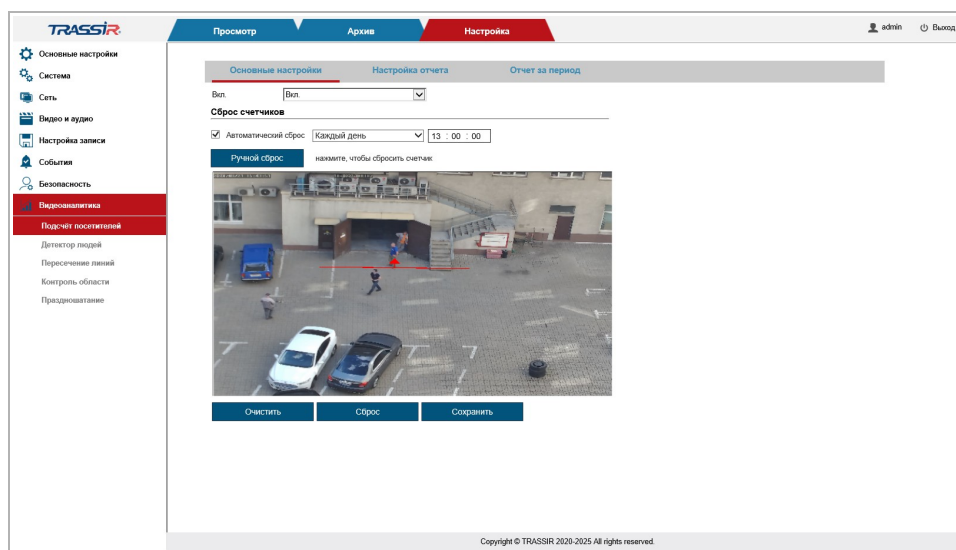 TRASSIR
Просмотр
Архив
Настройка
admin
Выход
Основные настройки
Система
Сеть
Видео и аудио
Настройка записи
События
Безопасность
Видеоаналитика
Подсчёт посетителей
Детектор людей
Пересечение линий
Контроль области
Праздношатание
Основные настройки
Настройка отчета
Отчет за период
Вкл.
Вкл.
Сброс счетчиков
Автоматический сброс
Каждый день
13 : 00 : 00
Ручной сброс
нажмите, чтобы сбросить счетчик
Очистить
Сброс
Сохранить
Copyright © TRASSIR 2020-2025 All rights reserved.